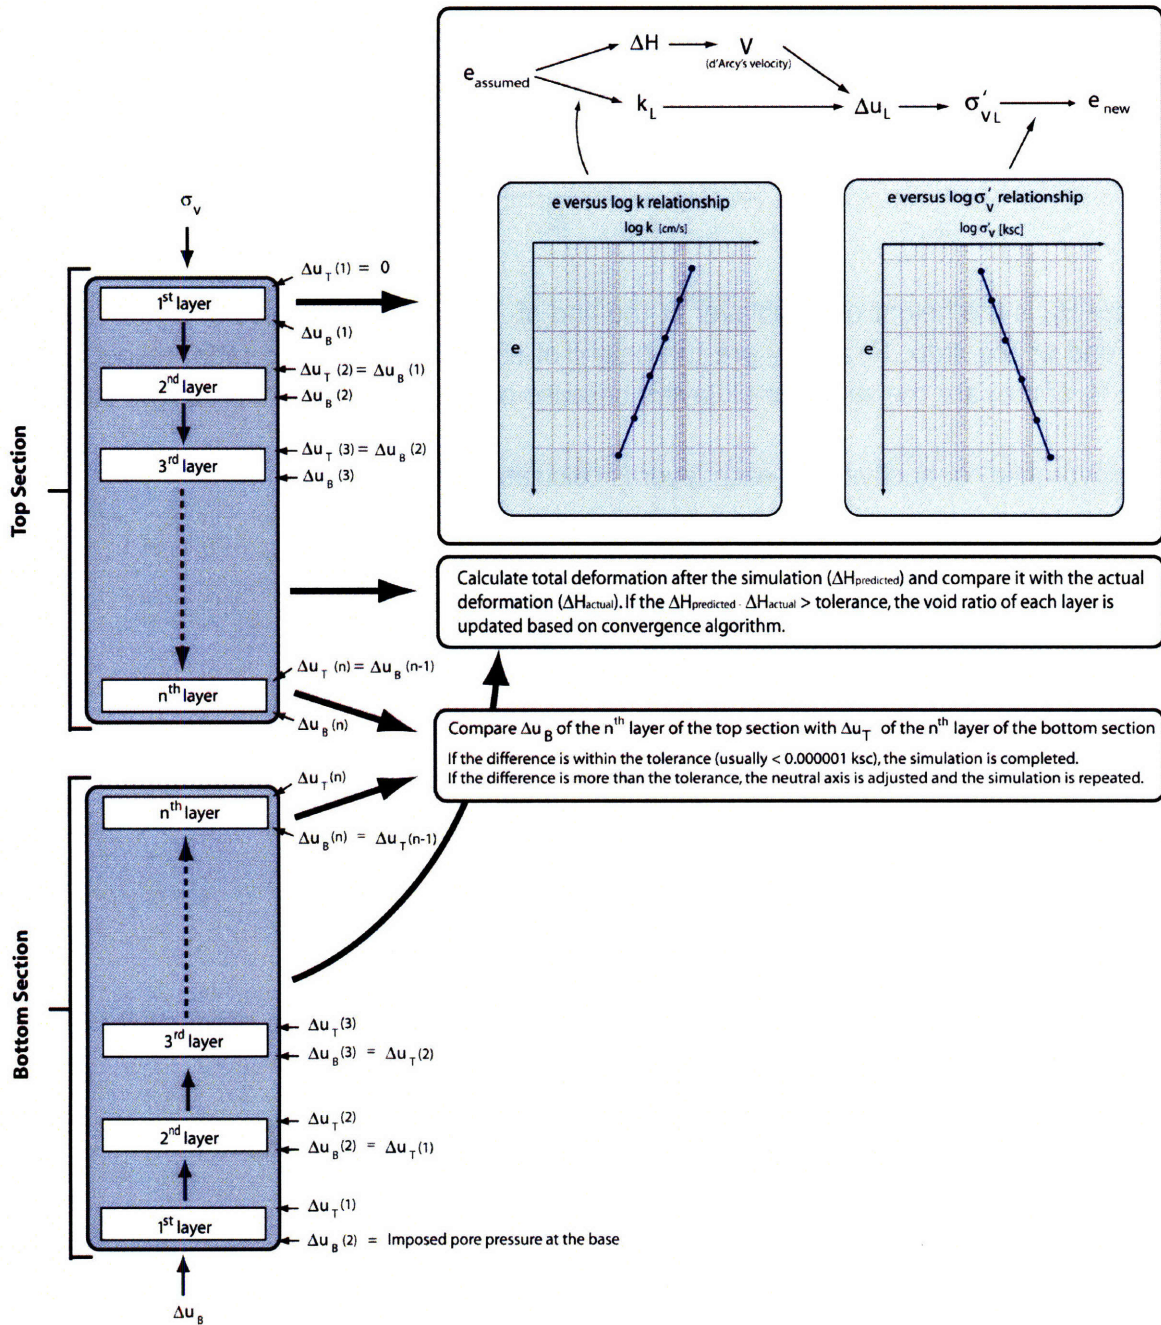 ΔH
V
(d'Arcy's velocity)
e assumed
k L
Δu L
σ'v L
e new
e versus log k relationship
log k [cm/s]
e
e versus log σ'v relationship
log σ'v [ksc]
e
σ v
Top Section
1st layer
2nd layer
3rd layer
nth layer
Δu T (1) = 0
Δu B (1)
Δu T (2) = Δu B (1)
Δu B (2)
Δu T (3) = Δu B (2)
Δu B (3)
Δu T (n) = Δu B (n-1)
Δu B (n)
Calculate total deformation after the simulation (ΔHpredicted) and compare it with the actual
deformation (ΔHactual). If the ΔHpredicted - ΔHactual > tolerance, the void ratio of each layer is
updated based on convergence algorithm.
Compare Δu B of the nth layer of the top section with Δu T of the nth layer of the bottom section
If the difference is within the tolerance (usually < 0.000001 ksc), the simulation is completed.
If the difference is more than the tolerance, the neutral axis is adjusted and the simulation is repeated.
Bottom Section
nth layer
3rd layer
2nd layer
1st layer
Δu T (n)
Δu B (n) = Δu T (n-1)
Δu T (3)
Δu B (3) = Δu T (2)
Δu T (2)
Δu B (2) = Δu T (1)
Δu T (1)
Δu B (2) = Imposed pore pressure at the base
Δu B